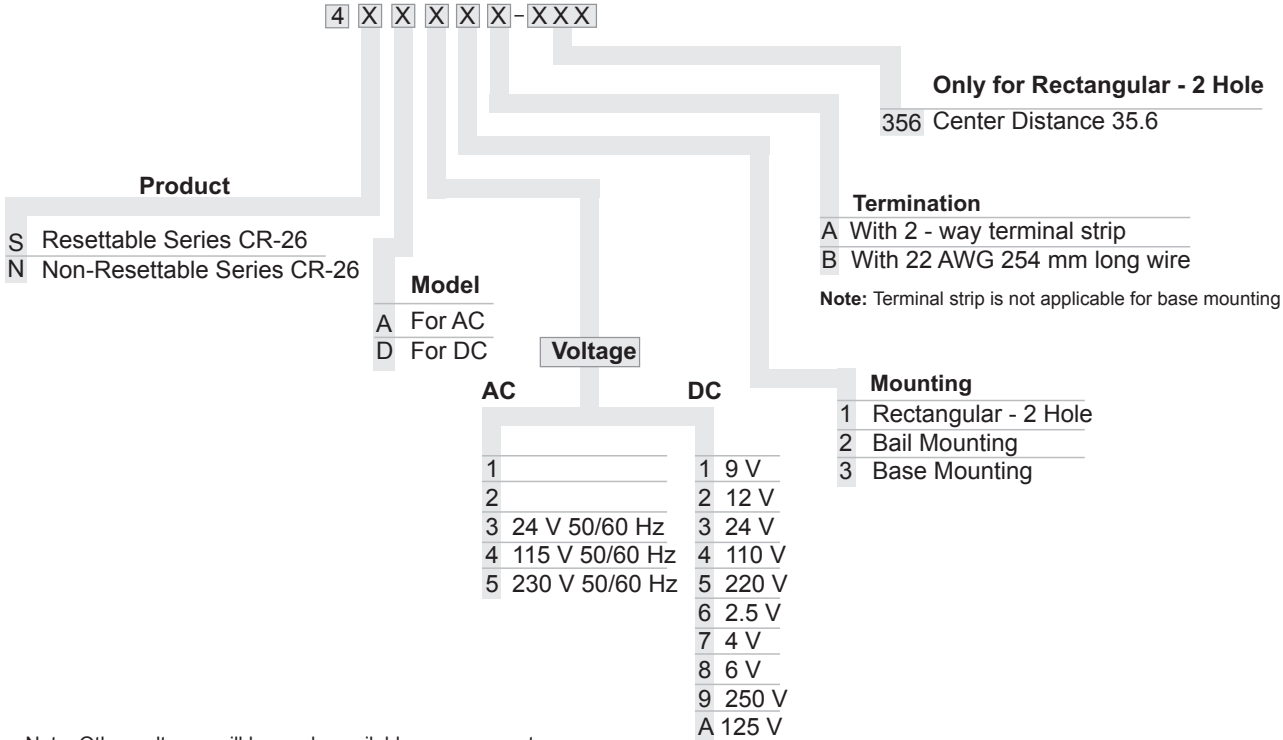 4 X X X X X - X X X
Only for Rectangular - 2 Hole
356 Center Distance 35.6
Product
S Resettable Series CR-26
N Non-Resettable Series CR-26
Termination
A With 2 - way terminal strip
B With 22 AWG 254 mm long wire
Note: Terminal strip is not applicable for base mounting
Model
A For AC
D For DC
Voltage
AC
1
2
3 24 V 50/60 Hz
4 115 V 50/60 Hz
5 230 V 50/60 Hz
DC
1 9 V
2 12 V
3 24 V
4 110 V
5 220 V
6 2.5 V
7 4 V
8 6 V
9 250 V
A 125 V
Mounting
1 Rectangular - 2 Hole
2 Bail Mounting
3 Base Mounting